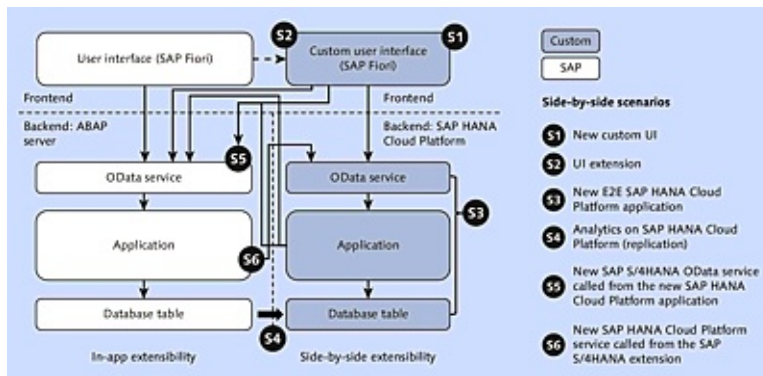 User interface (SAP Fiori)
S2
S1
Custom user interface
(SAP Fiori)
Frontend
Frontend
Backend: ABAP
server
Backend: SAP HANA
Cloud Platform
S5
OData service
OData service
S3
Application
Application
S6
Database table
Database table
S4
In-app extensibility
Side-by-side extensibility
Custom
SAP
Side-by-side scenarios
S1 New custom UI
S2 UI extension
S3 New E2E SAP HANA Cloud
Platform application
S4 Analytics on SAP HANA Cloud
Platform (replication)
S5 New SAP S/4HANA OData service
called from the new SAP HANA
Cloud Platform application
S6 New SAP HANA Cloud Platform
service called from the SAP
S/4HANA extension